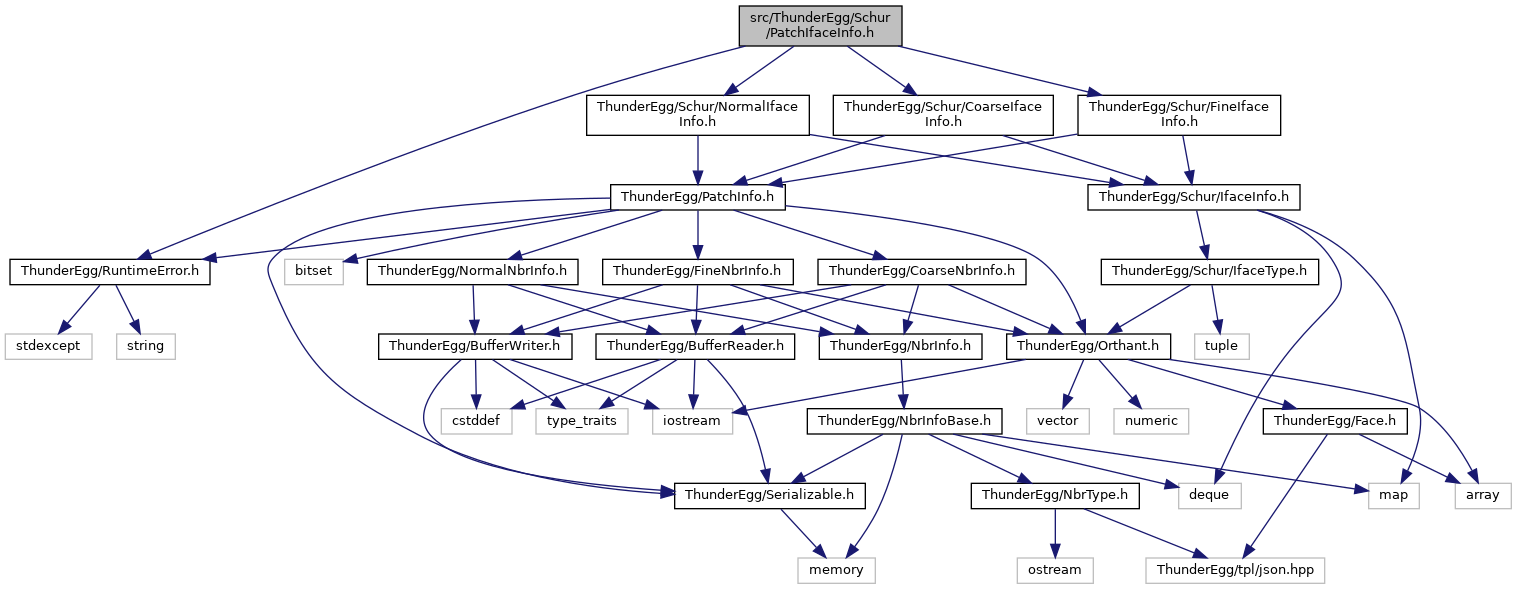 src/ThunderEgg/Schur
/PatchIfaceInfo.h
ThunderEgg/Schur/NormalIface
Info.h
ThunderEgg/Schur/CoarseIface
Info.h
ThunderEgg/Schur/FineIface
Info.h
ThunderEgg/PatchInfo.h
ThunderEgg/Schur/IfaceInfo.h
ThunderEgg/RuntimeError.h
bitset
ThunderEgg/NormalNbrInfo.h
ThunderEgg/FineNbrInfo.h
ThunderEgg/CoarseNbrInfo.h
ThunderEgg/Schur/IfaceType.h
stdexcept
string
ThunderEgg/BufferWriter.h
ThunderEgg/BufferReader.h
ThunderEgg/NbrInfo.h
ThunderEgg/Orthant.h
tuple
cstddef
type_traits
iostream
ThunderEgg/NbrInfoBase.h
vector
numeric
ThunderEgg/Face.h
ThunderEgg/Serializable.h
ThunderEgg/NbrType.h
deque
map
array
memory
ostream
ThunderEgg/tpl/json.hpp